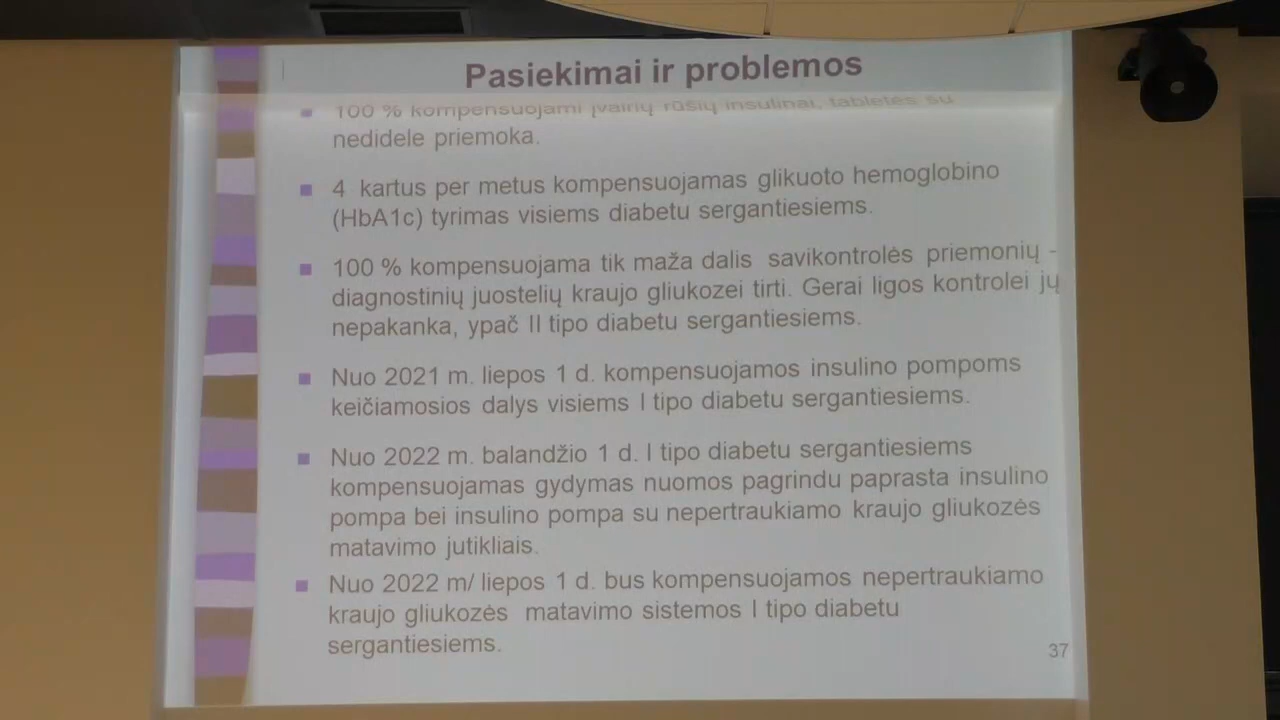 Pasiekimai ir problemos
100 % kompensuojami įvairių rūšių insulinai, tabletės su
nedidele priemoka.
4 kartus per metus kompensuojamas glikuoto hemoglobino
(HbA1c) tyrimas visiems diabetu sergantiesiems.
100 % kompensuojama tik maža dalis savikontrolės priemonių -
diagnostinių juostelių kraujo gliukozei tirti. Gerai ligos kontrolei jų
nepakanka, ypač II tipo diabetu sergantiesiems.
Nuo 2021 m. liepos 1 d. kompensuojamos insulino pompoms
keičiamosios dalys visiems I tipo diabetu sergantiesiems.
Nuo 2022 m. balandžio 1 d. I tipo diabetu sergantiesiems
kompensuojamas gydymas nuomos pagrindu paprasta insulino
pompa bei insulino pompa su nepertraukiamo kraujo gliukozės
matavimo jutikliais.
Nuo 2022 m/ liepos 1 d. bus kompensuojamos nepertraukiamo
kraujo gliukozės matavimo sistemos I tipo diabetu
sergantiesiems.
37